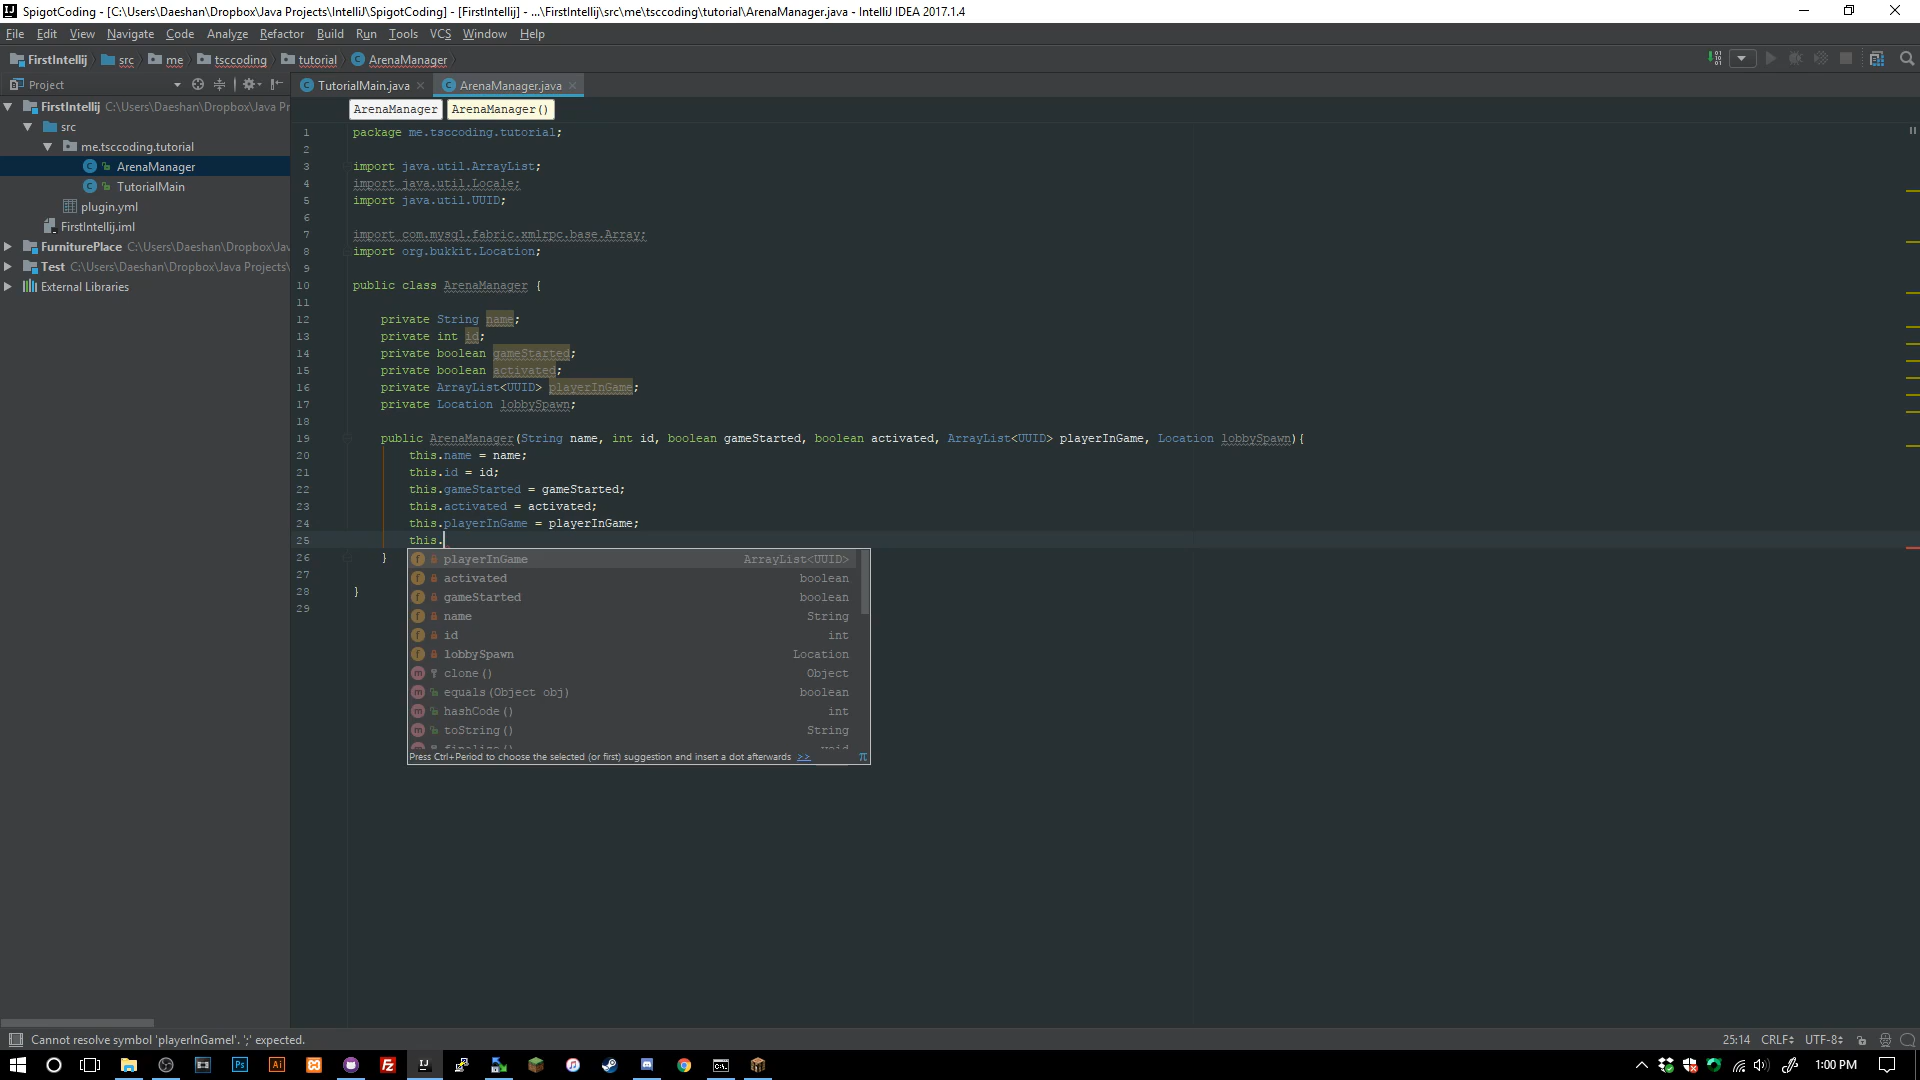 SpigotCoding - [C:\Users\Daeshan\Dropbox\Java Projects\IntelliJ\SpigotCoding] - [FirstIntellij] - ...\FirstIntellij\src\me\tsccoding\tutorial\ArenaManager.java - IntelliJ IDEA 2017.1.4
File Edit View Navigate Code Analyze Refactor Build Run Tools VCS Window Help
FirstIntellij src me tsccoding tutorial ArenaManager
Project
TutorialMain.java ArenaManager.java
ArenaManager ArenaManager()
FirstIntellij C:\Users\Daeshan\Dropbox\Java Pr
src
me.tsccoding.tutorial
ArenaManager
TutorialMain
plugin.yml
FirstIntellij.iml
FurniturePlace C:\Users\Daeshan\Dropbox\Jav
Test C:\Users\Daeshan\Dropbox\Java Projects\
External Libraries
1 package me.tsccoding.tutorial;
2
3 import java.util.ArrayList;
4 import java.util.Locale;
5 import java.util.UUID;
6
7 import com.mysql.fabric.xmlrpc.base.Array;
8 import org.bukkit.Location;
9
10 public class ArenaManager {
11
12 private String name;
13 private int id;
14 private boolean gameStarted;
15 private boolean activated;
16 private ArrayList<UUID> playerInGame;
17 private Location lobbySpawn;
18
19 public ArenaManager(String name, int id, boolean gameStarted, boolean activated, ArrayList<UUID> playerInGame, Location lobbySpawn){
20 this.name = name;
21 this.id = id;
22 this.gameStarted = gameStarted;
23 this.activated = activated;
24 this.playerInGame = playerInGame;
25 this.
26 }
27
28 }
29
playerInGame ArrayList<UUID>
activated boolean
gameStarted boolean
name String
id int
lobbySpawn Location
clone() Object
equals(Object obj) boolean
hashCode() int
toString() String
finalize() void
Press Ctrl+Period to choose the selected (or first) suggestion and insert a dot afterwards >> π
Cannot resolve symbol 'playerInGamel'. ';' expected.
25:14 CRLF UTF-8
1:00 PM